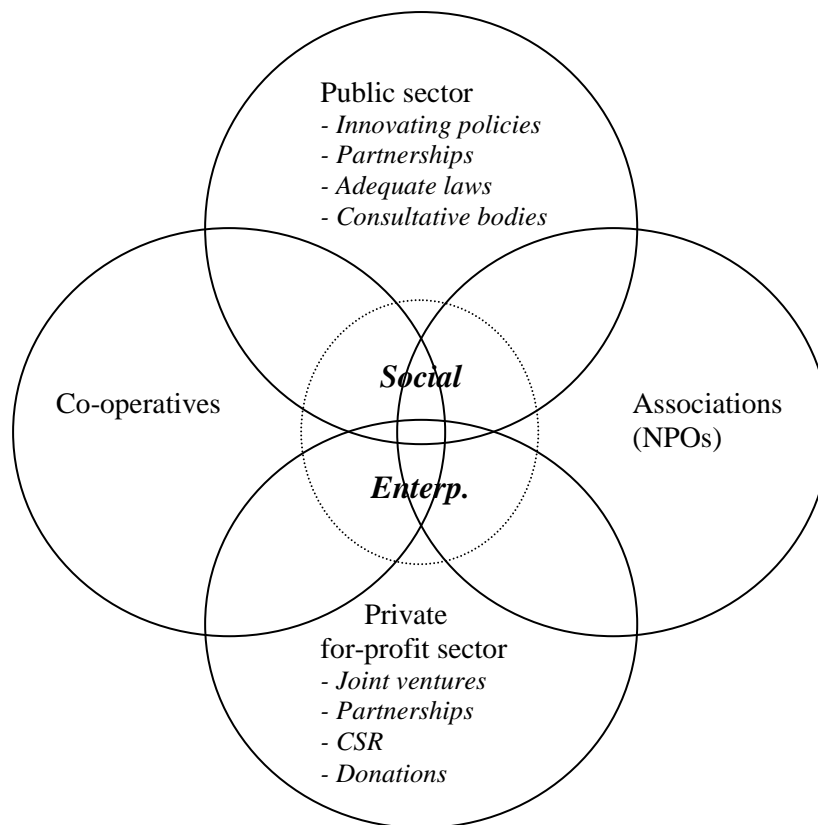 Public sector
- Innovating policies
- Partnerships
- Adequate laws
- Consultative bodies
Social
Co-operatives
Associations
(NPOs)
Enterp.
Private
for-profit sector
- Joint ventures
- Partnerships
- CSR
- Donations